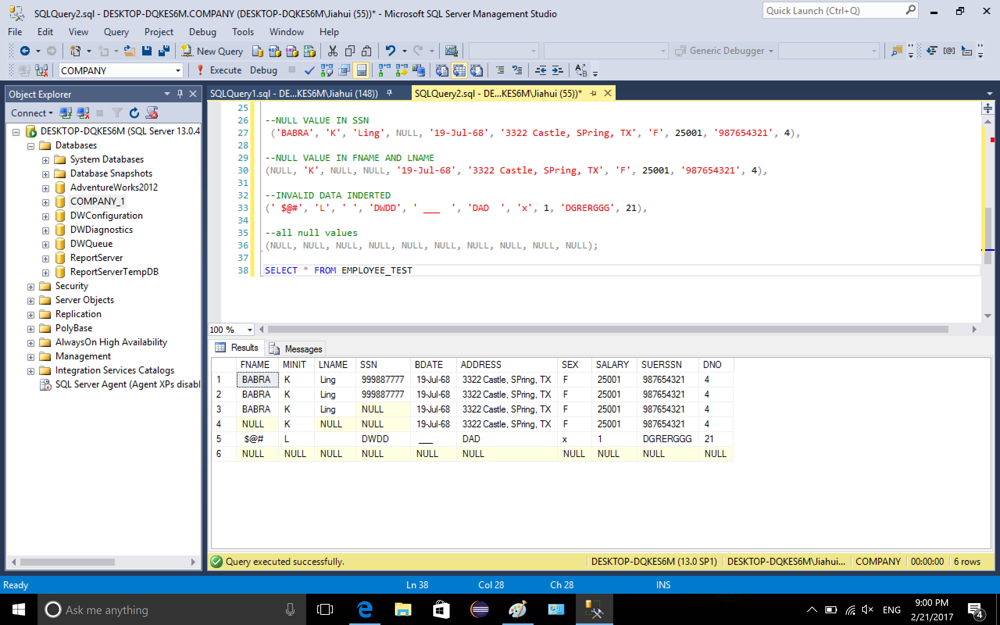 SQLQuery2.sql - DESKTOP-DQKES6M.COMPANY (DESKTOP-DQKES6M\Jiahui (55))* - Microsoft SQL Server Management Studio
Quick Launch (Ctrl+Q)
File Edit View Query Project Debug Tools Window Help
New Query
Generic Debugger
COMPANY
Execute Debug
Object Explorer
Connect
DESKTOP-DQKES6M (SQL Server 13.0.4
Databases
System Databases
Database Snapshots
AdventureWorks2012
COMPANY_1
DWConfiguration
DWDiagnostics
DWQueue
ReportServer
ReportServerTempDB
Security
Server Objects
Replication
PolyBase
AlwaysOn High Availability
Management
Integration Services Catalogs
SQL Server Agent (Agent XPs disabl
SQLQuery1.sql - DE...KES6M\Jiahui (148))
SQLQuery2.sql - DE...KES6M\Jiahui (55))*
25
26 --NULL VALUE IN SSN
27 ('BABRA', 'K', 'Ling', NULL, '19-Jul-68', '3322 Castle, SPring, TX', 'F', 25001, '987654321', 4),
28
29 --NULL VALUE IN FNAME AND LNAME
30 (NULL, 'K', NULL, NULL, '19-Jul-68', '3322 Castle, SPring, TX', 'F', 25001, '987654321', 4),
31
32 --INVALID DATA INDERTED
33 (' $@#', 'L', ' ', 'DWDD', ' ___ ', 'DAD  ', 'x', 1, 'DGRERGGG', 21),
34
35 --all null values
36 (NULL, NULL, NULL, NULL, NULL, NULL, NULL, NULL, NULL, NULL);
37
38 SELECT * FROM EMPLOYEE_TEST
100 %
Results Messages
FNAME MINIT LNAME SSN BDATE ADDRESS SEX SALARY SUERSSN DNO
1 BABRA K Ling 999887777 19-Jul-68 3322 Castle, SPring, TX F 25001 987654321 4
2 BABRA K Ling 999887777 19-Jul-68 3322 Castle, SPring, TX F 25001 987654321 4
3 BABRA K Ling NULL 19-Jul-68 3322 Castle, SPring, TX F 25001 987654321 4
4 NULL K NULL NULL 19-Jul-68 3322 Castle, SPring, TX F 25001 987654321 4
5 $@# L DWDD ___ DAD x 1 DGRERGGG 21
6 NULL NULL NULL NULL NULL NULL NULL NULL NULL NULL
Query executed successfully.
DESKTOP-DQKES6M (13.0 SP1) DESKTOP-DQKES6M\Jiahui... COMPANY 00:00:00 6 rows
Ready Ln 38 Col 28 Ch 28 INS
Ask me anything
ENG
9:00 PM
2/21/2017
4